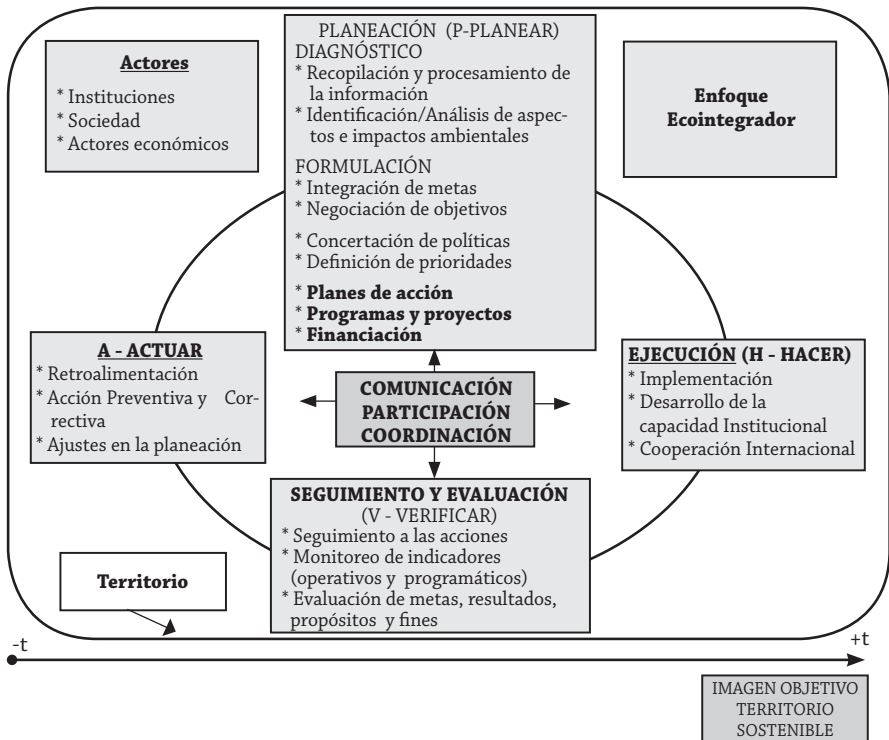 Actores
* Instituciones
* Sociedad
* Actores económicos
PLANEACIÓN (P-PLANEAR)
DIAGNÓSTICO
* Recopilación y procesamiento de
la información
* Identificación/Análisis de aspec-
tos e impactos ambientales
FORMULACIÓN
* Integración de metas
* Negociación de objetivos
* Concertación de políticas
* Definición de prioridades
* Planes de acción
* Programas y proyectos
* Financiación
Enfoque
Ecointegrador
A - ACTUAR
* Retroalimentación
* Acción Preventiva y Cor-
rectiva
* Ajustes en la planeación
COMUNICACIÓN
PARTICIPACIÓN
COORDINACIÓN
EJECUCIÓN (H - HACER)
* Implementación
* Desarrollo de la
capacidad Institucional
* Cooperación Internacional
SEGUIMIENTO Y EVALUACIÓN
(V - VERIFICAR)
* Seguimiento a las acciones
* Monitoreo de indicadores
(operativos y programáticos)
* Evaluación de metas, resultados,
propósitos y fines
Territorio
-t
+t
IMAGEN OBJETIVO
TERRITORIO
SOSTENIBLE